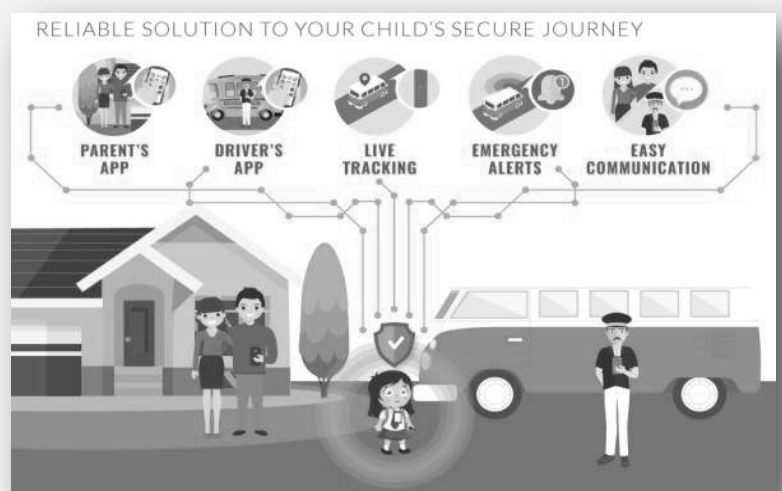 RELIABLE SOLUTION TO YOUR CHILD'S SECURE JOURNEY
PARENT'S
APP
DRIVER'S
APP
LIVE
TRACKING
EMERGENCY
ALERTS
EASY
COMMUNICATION